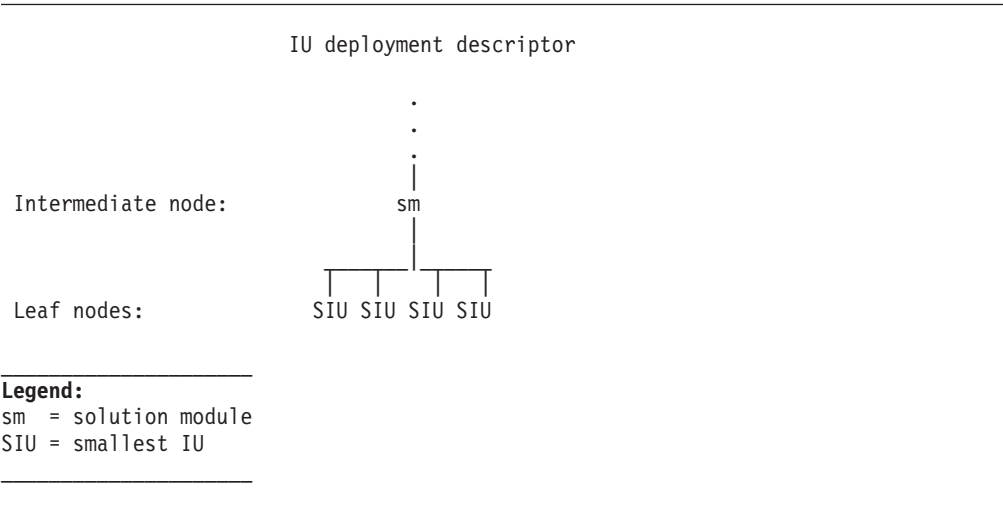 IU deployment descriptor
.
.
.
Intermediate node: sm
Leaf nodes: SIU SIU SIU SIU
Legend:
sm = solution module
SIU = smallest IU